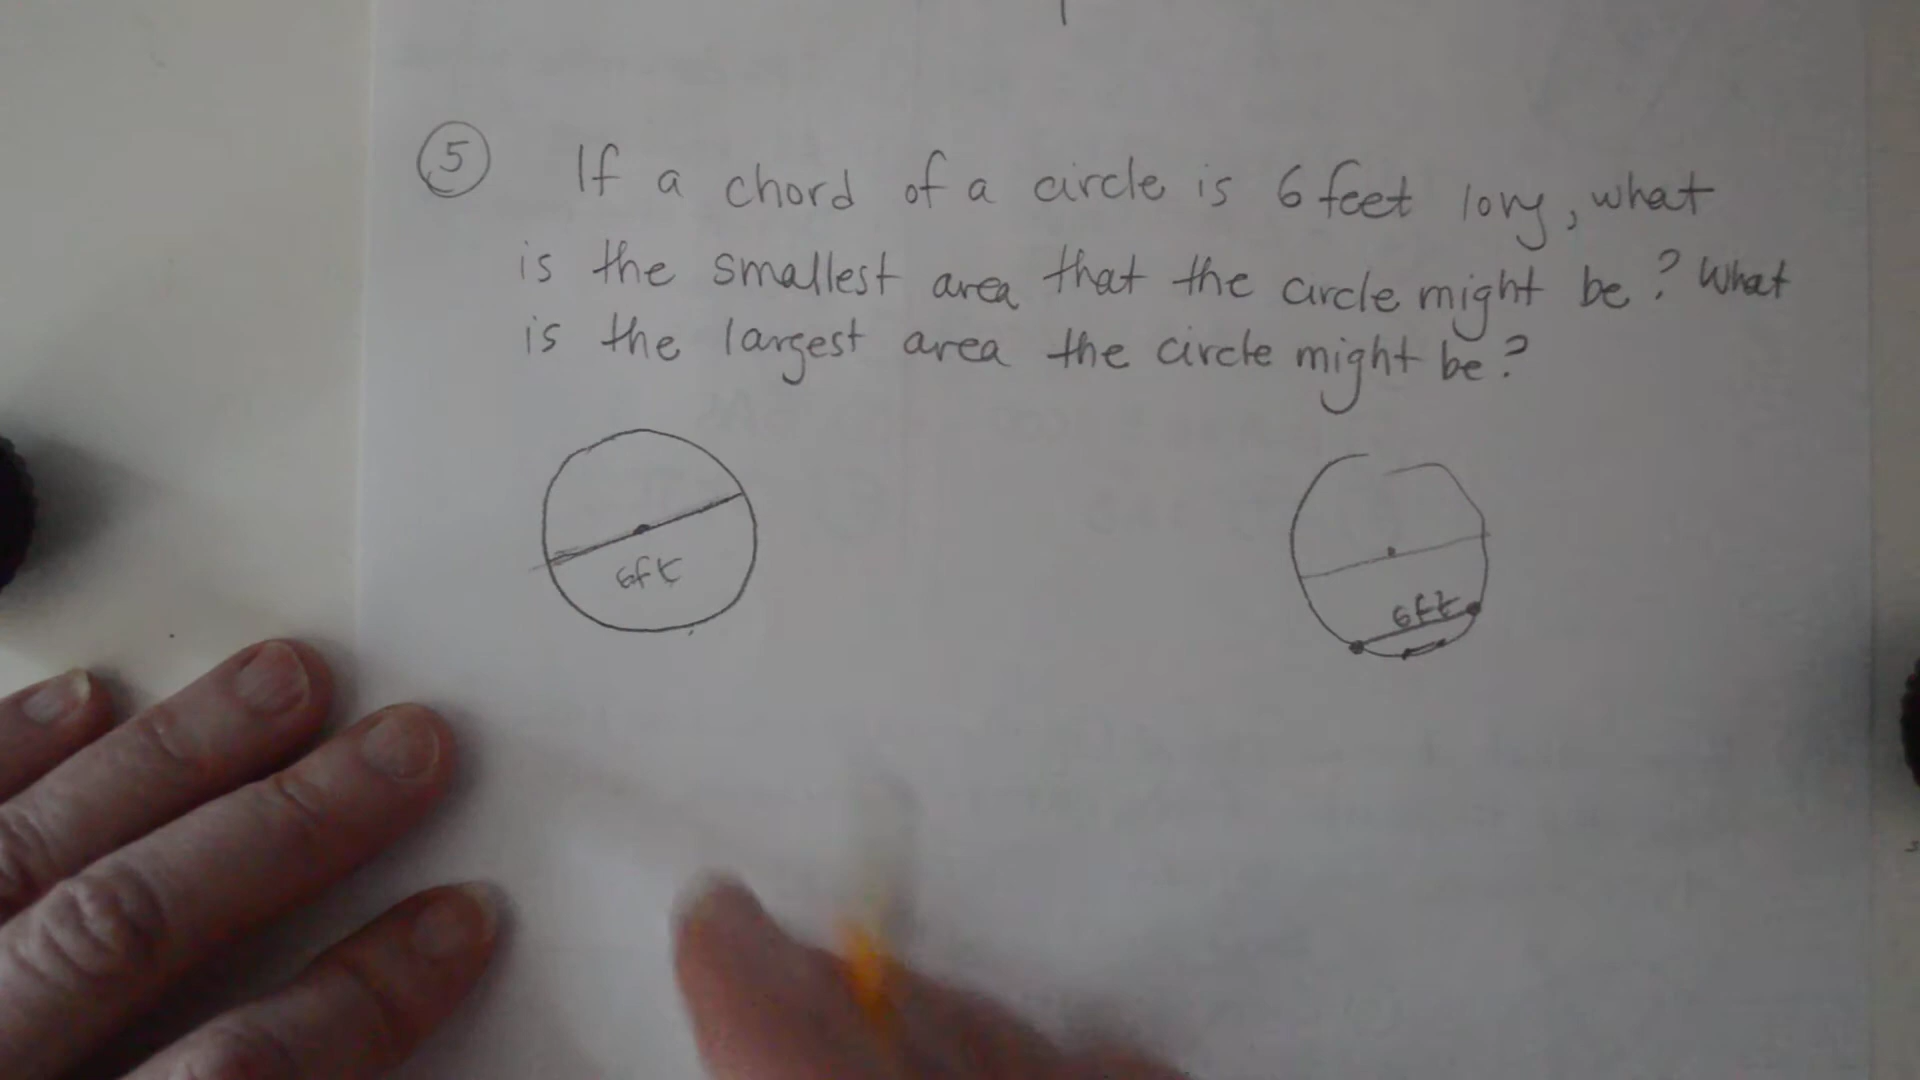 5 If a chord of a circle is 6 feet long, what
is the smallest area that the circle might be? What
is the largest area the circle might be?
6ft
6ft